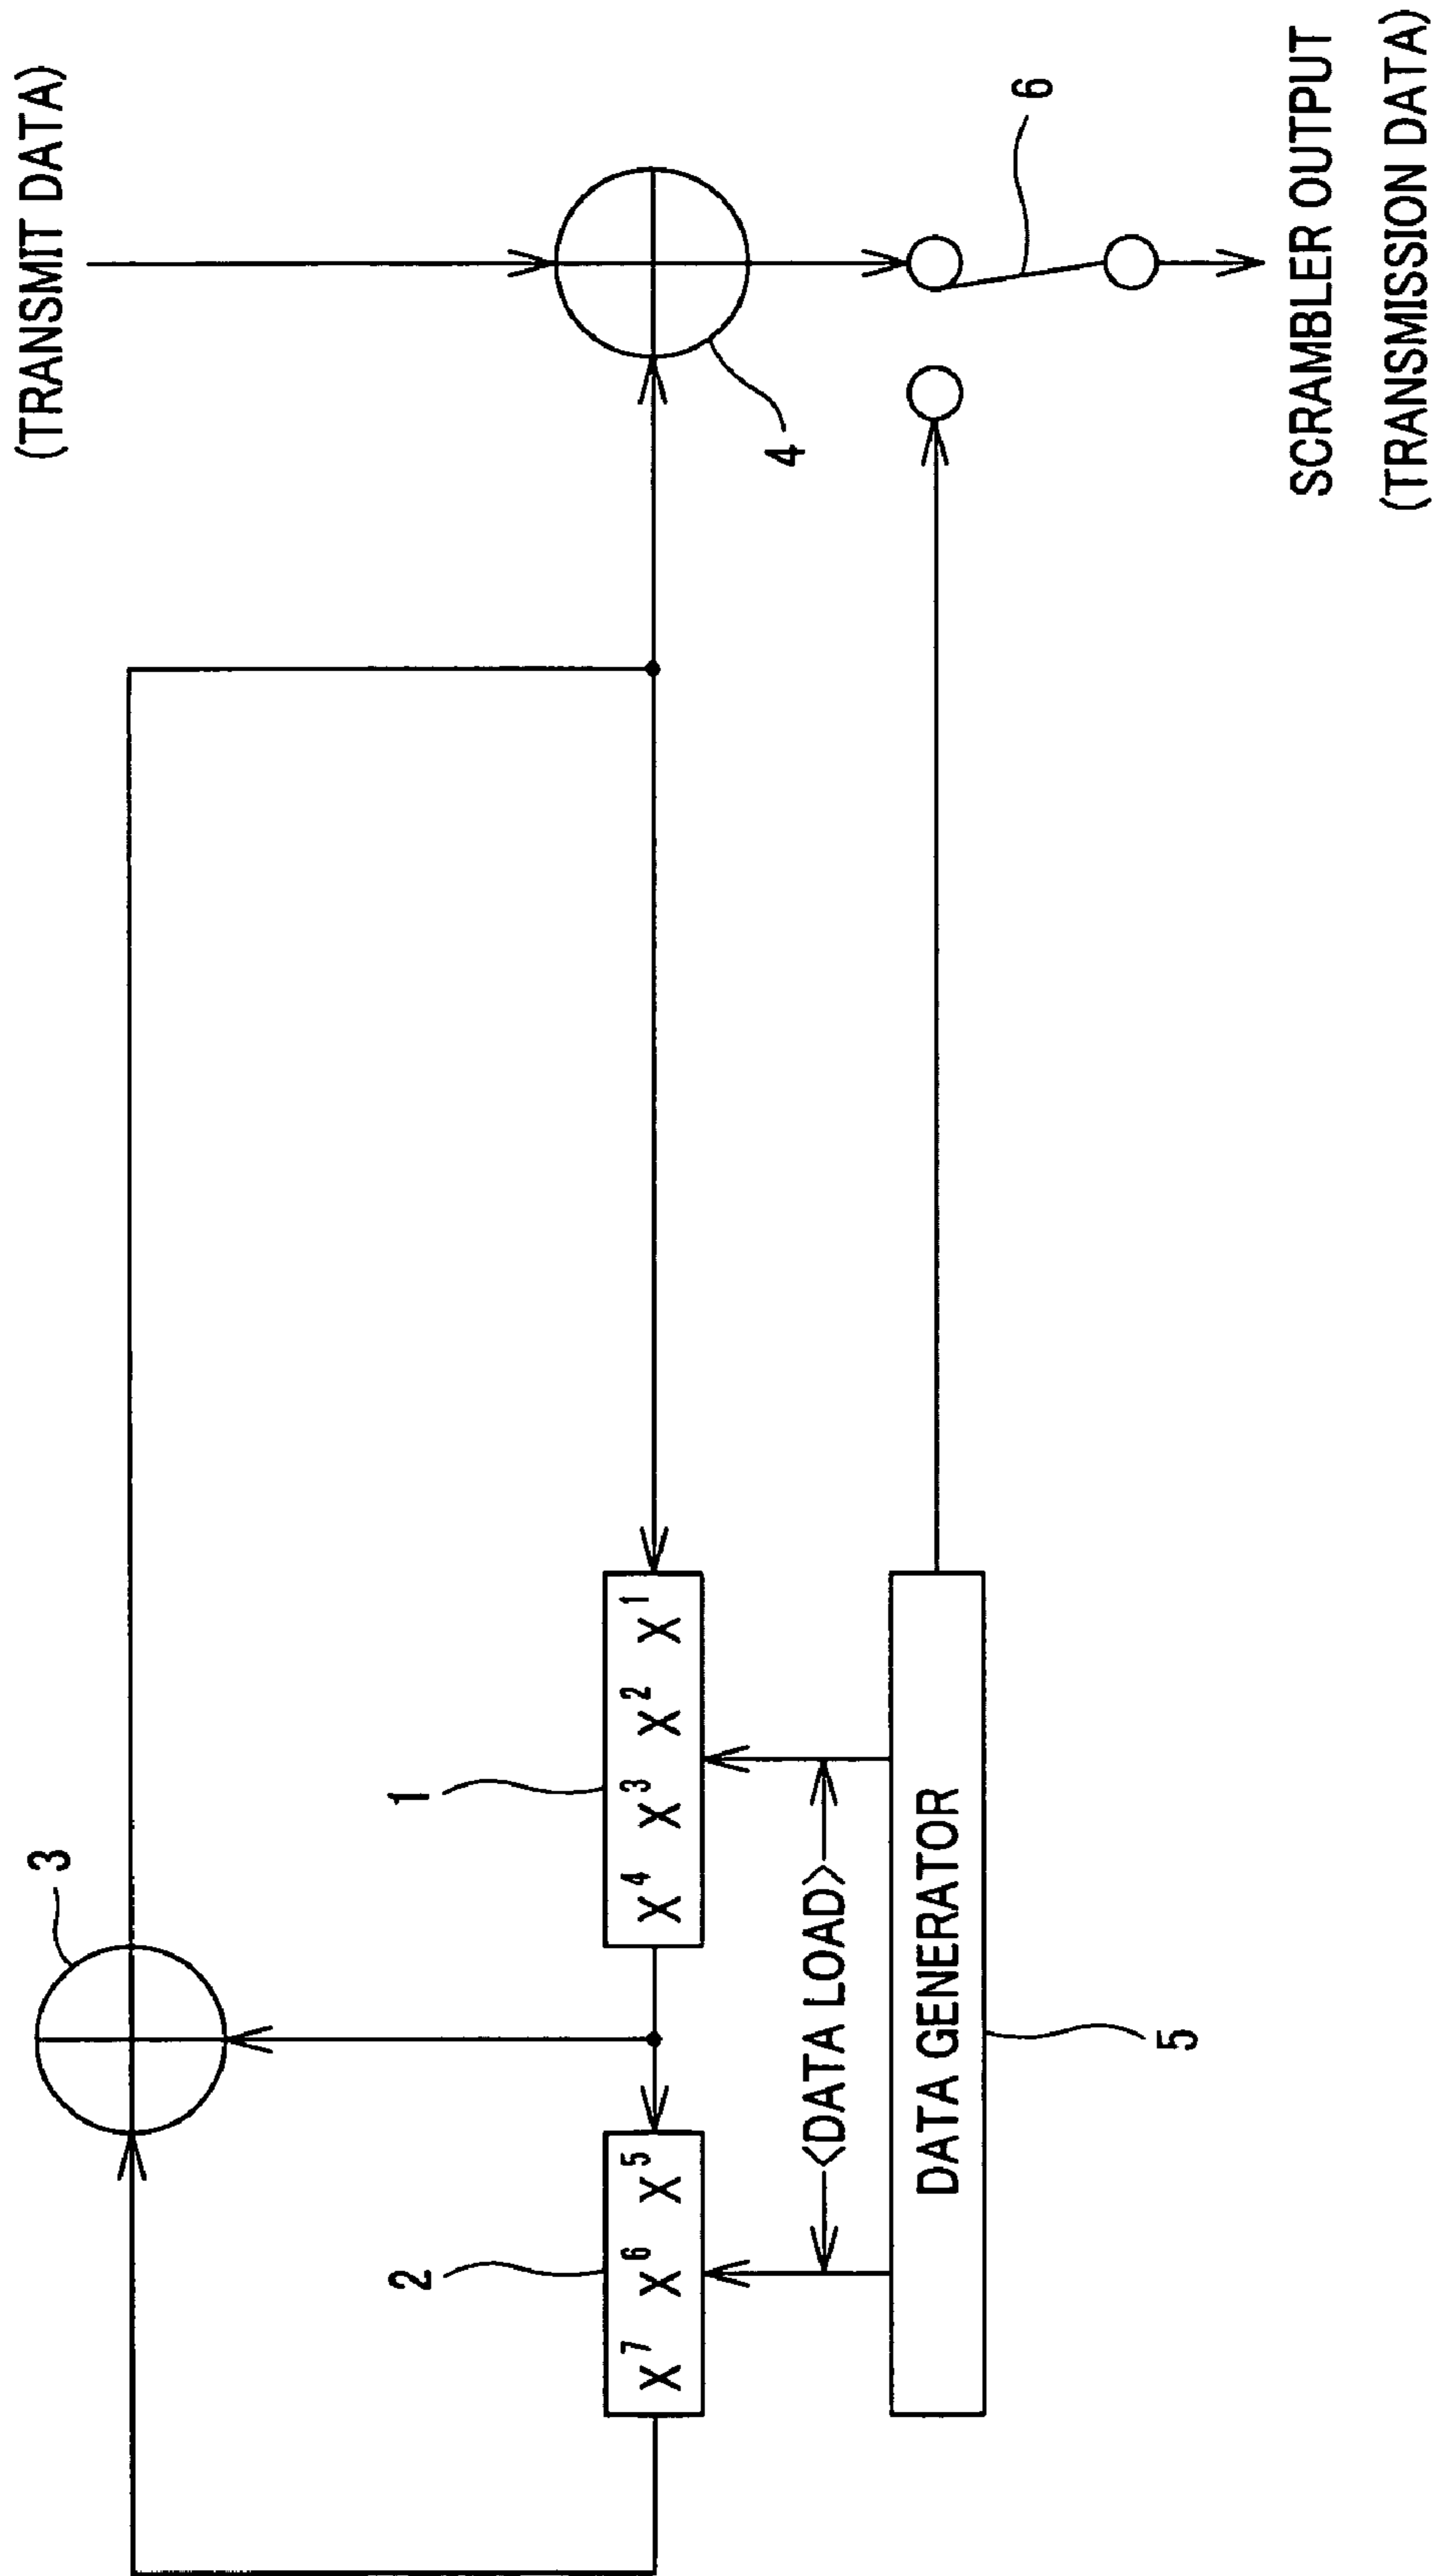 (TRANSMIT DATA)
3
4
6
1
X⁴ X³ X² X¹
2
X⁷ X⁶ X⁵
<DATA LOAD>
DATA GENERATOR
5
SCRAMBLER OUTPUT
(TRANSMISSION DATA)